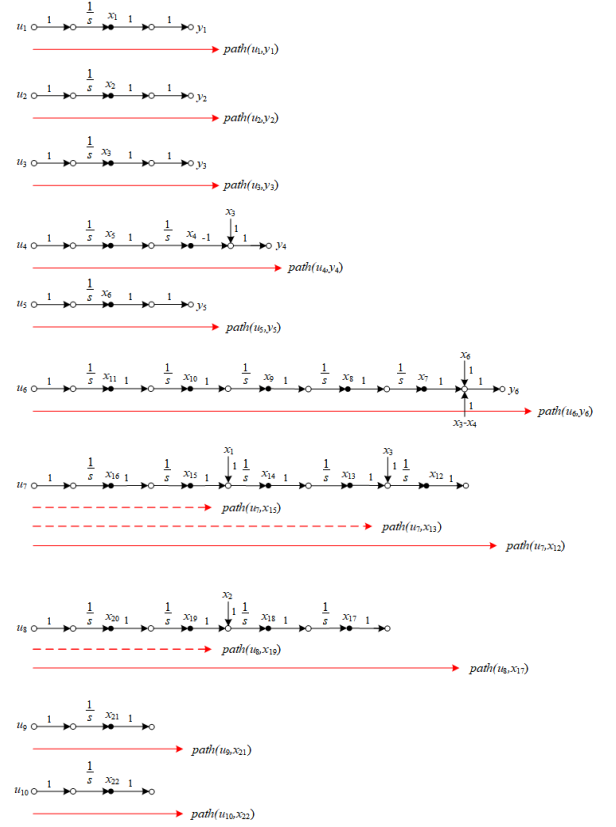 1/s x₁
u₁ 1 1 1 y₁
path(u₁,y₁)
1/s x₂
u₂ 1 1 1 y₂
path(u₂,y₂)
1/s x₃
u₃ 1 1 1 y₃
path(u₃,y₃)
x₃
1/s x₅ 1/s x₄ 1
u₄ 1 1 -1 1 y₄
path(u₄,y₄)
1/s x₆
u₅ 1 1 1 y₅
path(u₅,y₅)
x₆
1/s x₁₁ 1/s x₁₀ 1/s x₉ 1/s x₈ 1/s x₇ 1
u₆ 1 1 1 1 1 1 1 y₆
1
path(u₆,y₆)
x₃-x₄
x₁ x₃
1/s x₁₆ 1/s x₁₅ 1 1/s x₁₄ 1/s x₁₃ 1 1/s x₁₂
u₇ 1 1 1 1 1 1
path(u₇,x₁₅)
path(u₇,x₁₃)
path(u₇,x₁₂)
x₂
1/s x₂₀ 1/s x₁₉ 1 1/s x₁₈ 1/s x₁₇
u₈ 1 1 1 1 1
path(u₈,x₁₉)
path(u₈,x₁₇)
1/s x₂₁
u₉ 1 1
path(u₉,x₂₁)
1/s x₂₂
u₁₀ 1 1
path(u₁₀,x₂₂)